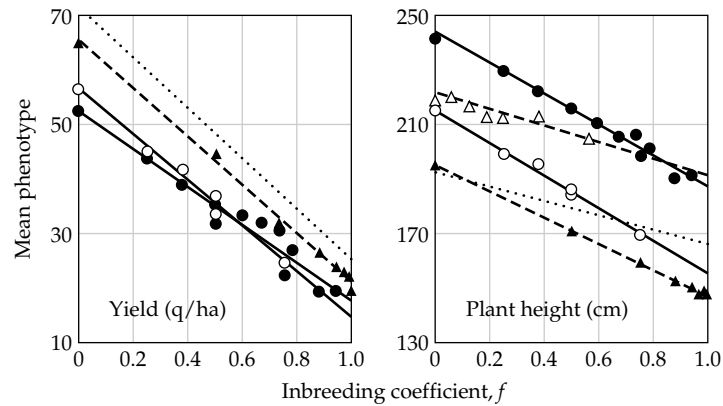 Mean phenotype
70
50
30
10
0 0.2 0.4 0.6 0.8 1.0
Yield (q/ha)
250
210
170
130
0 0.2 0.4 0.6 0.8 1.0
Plant height (cm)
Inbreeding coefficient, f